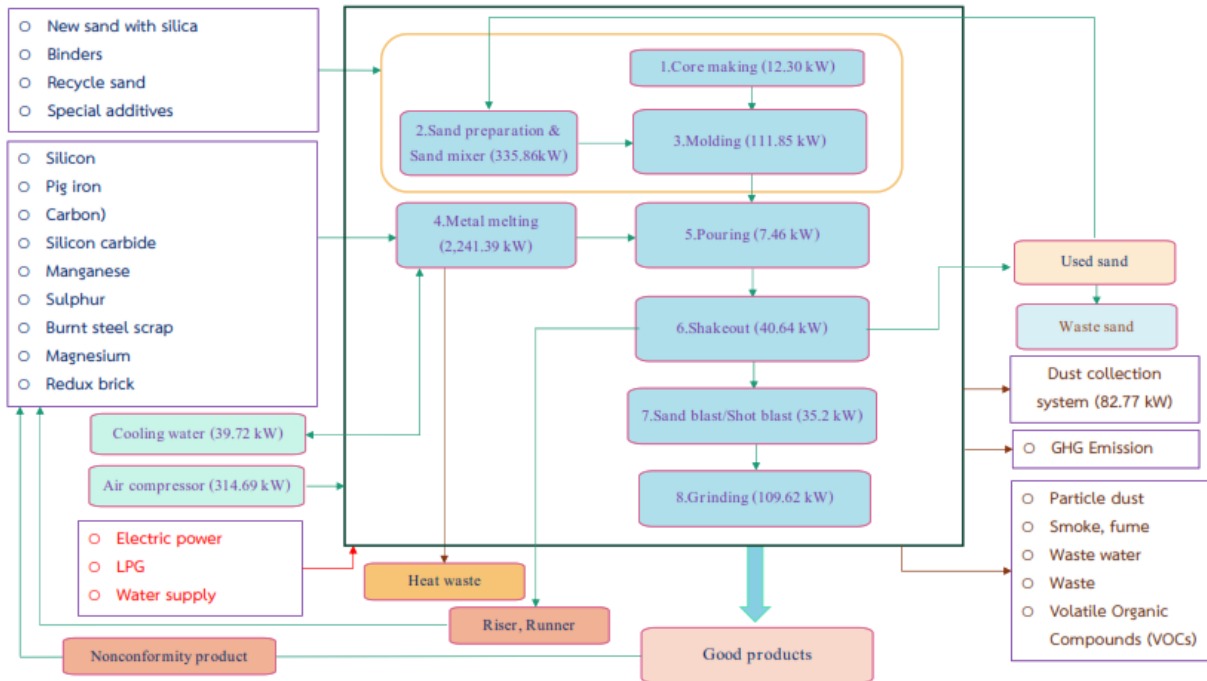 New sand with silica
Binders
Recycle sand
Special additives
Silicon
Pig iron
Carbon)
Silicon carbide
Manganese
Sulphur
Burnt steel scrap
Magnesium
Redux brick
Cooling water (39.72 kW)
Air compressor (314.69 kW)
Electric power
LPG
Water supply
1.Core making (12.30 kW)
2.Sand preparation &
Sand mixer (335.86kW)
3.Molding (111.85 kW)
4.Metal melting
(2,241.39 kW)
5.Pouring (7.46 kW)
6.Shakeout (40.64 kW)
7.Sand blast/Shot blast (35.2 kW)
8.Grinding (109.62 kW)
Heat waste
Riser, Runner
Nonconformity product
Good products
Used sand
Waste sand
Dust collection
system (82.77 kW)
GHG Emission
Particle dust
Smoke, fume
Waste water
Waste
Volatile Organic
Compounds (VOCs)